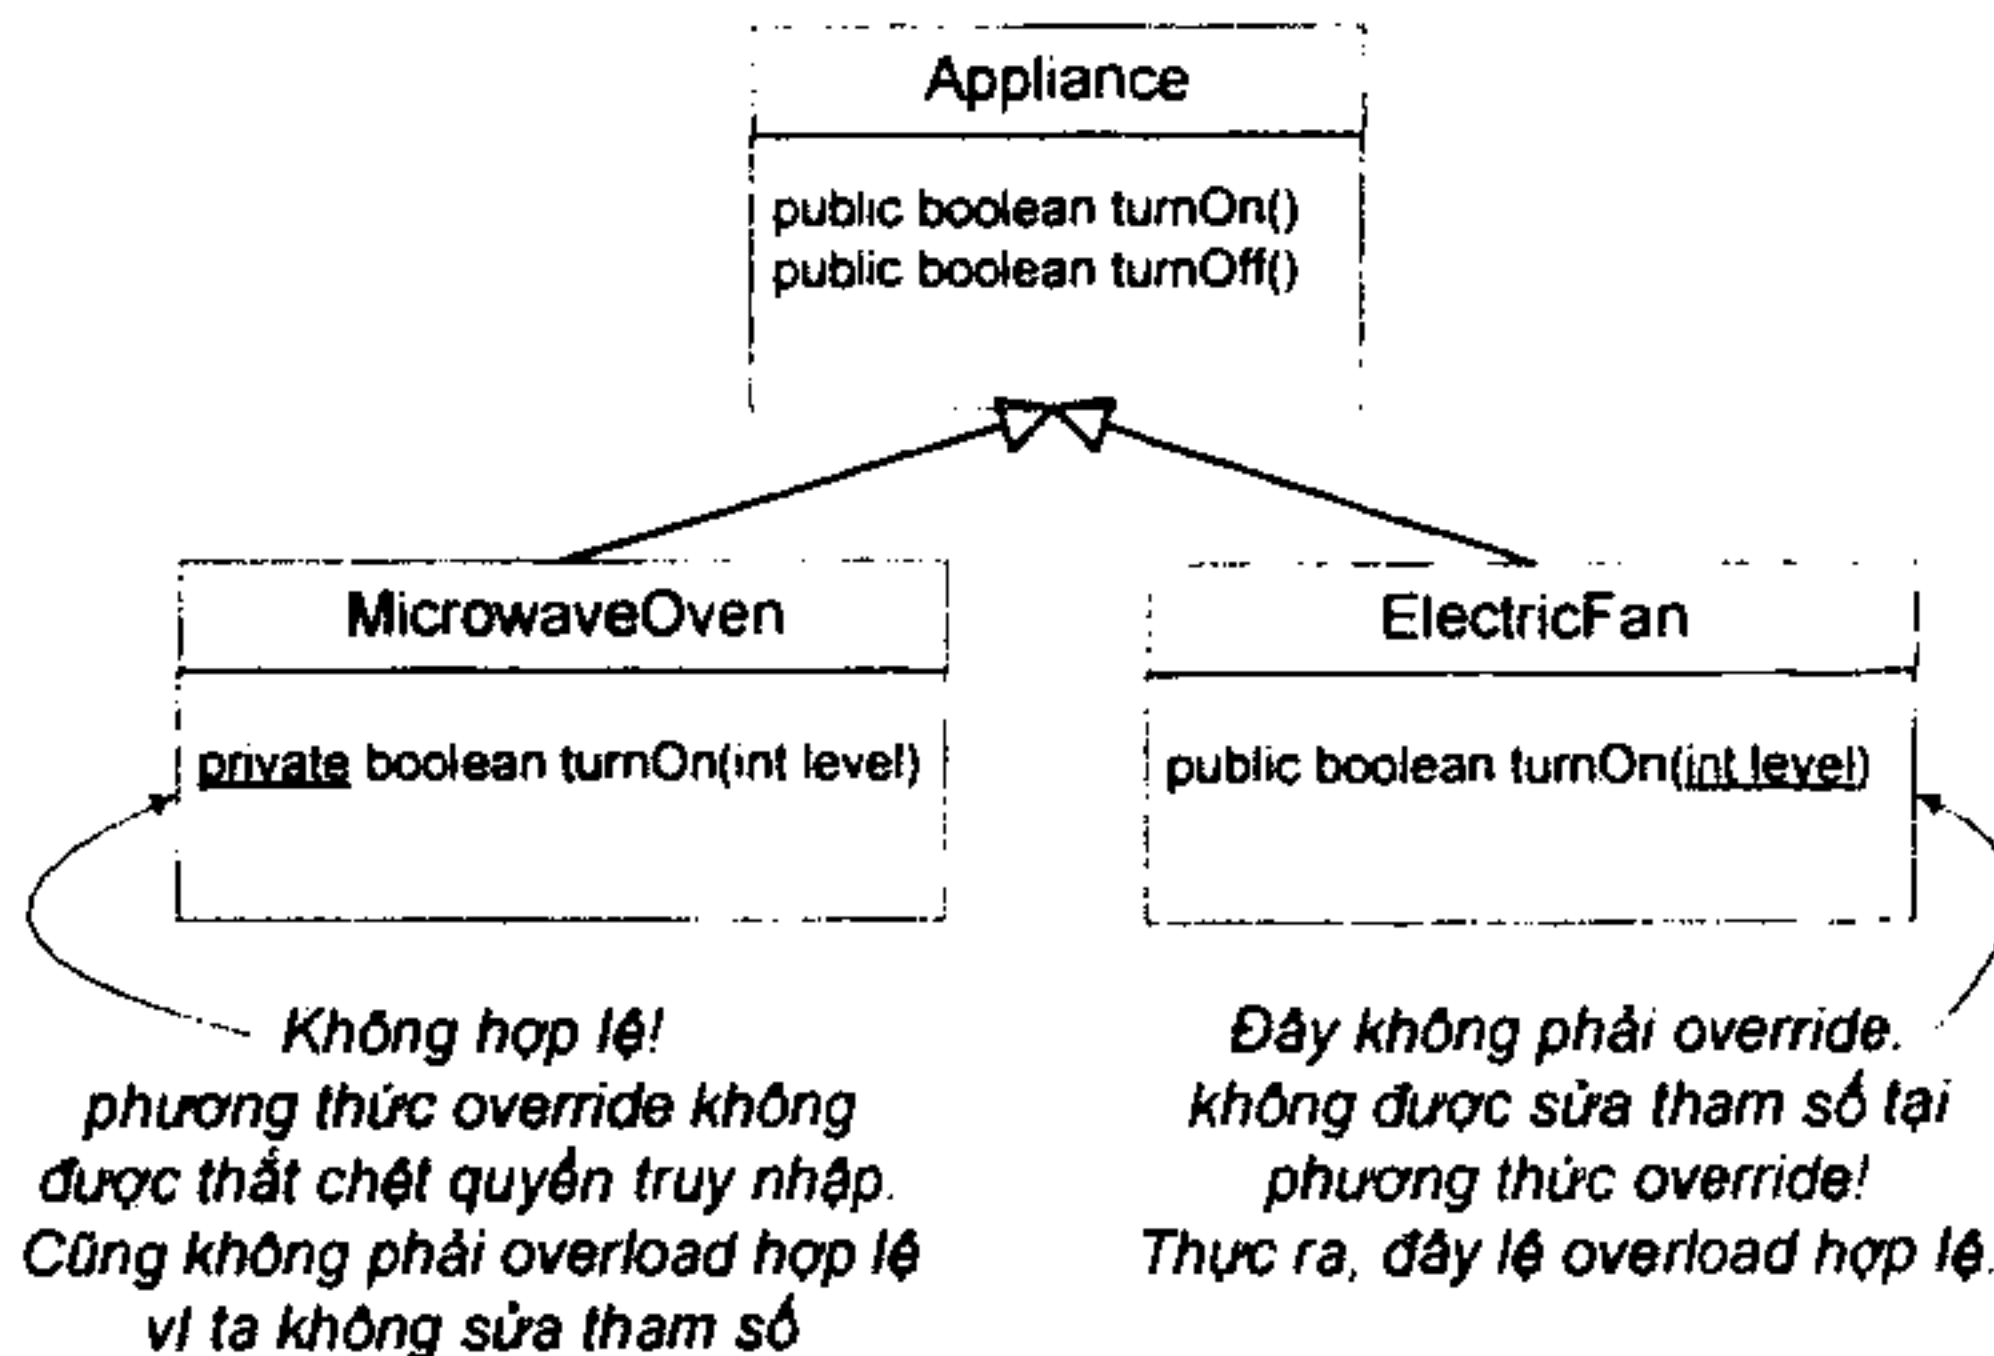 Appliance
public boolean turnOn()
public boolean turnOff()
MicrowaveOven
private boolean turnOn(int level)
ElectricFan
public boolean turnOn(int level)
Không hợp lệ!
phương thức override không
được thắt chệt quyền truy nhập.
Cũng không phải overload hợp lệ
vì ta không sửa tham số
Đây không phải override.
không được sửa tham số tại
phương thức override!
Thực ra, đây lệ overload hợp lệ.